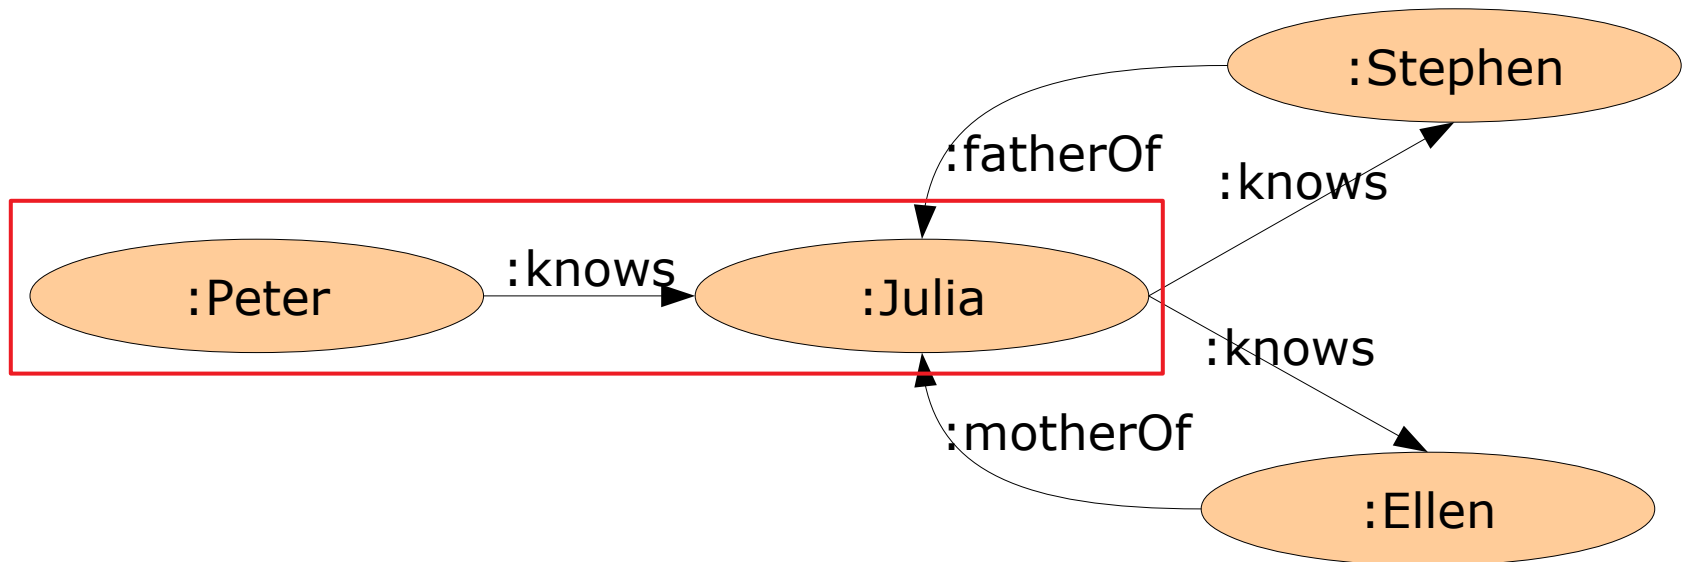 :Stephen
:fatherOf
:knows
:Peter
:knows
:Julia
:knows
:motherOf
:Ellen